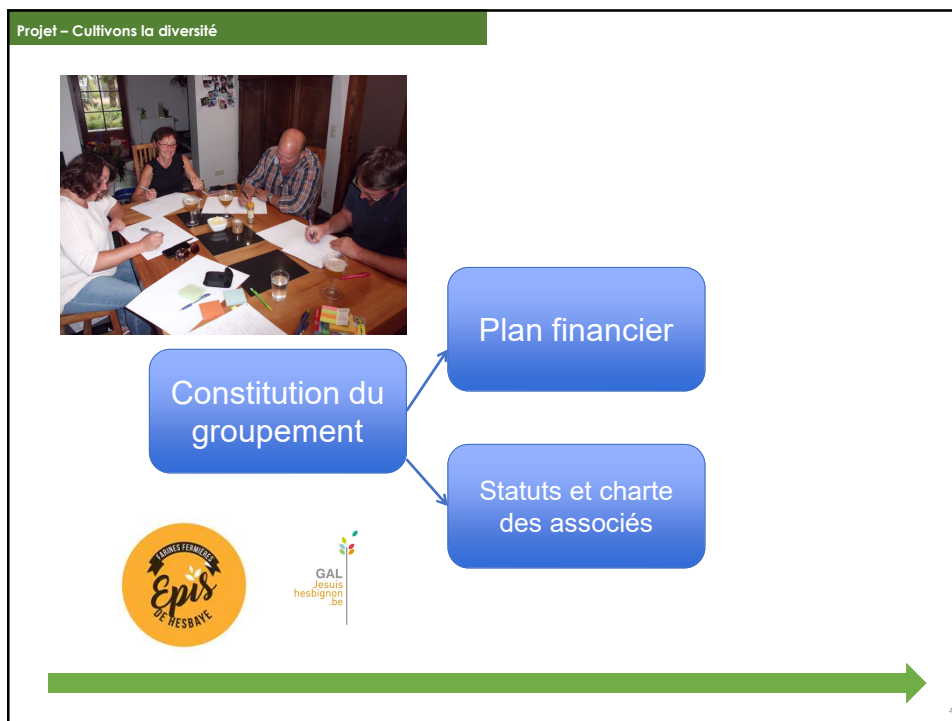 Projet – Cultivons la diversité
Plan financier
Constitution du
groupement
Statuts et charte
des associés
FARINES FERMIÈRES
Epis
DE HESBAYE
GAL
Jesuis
hesbignon
.be